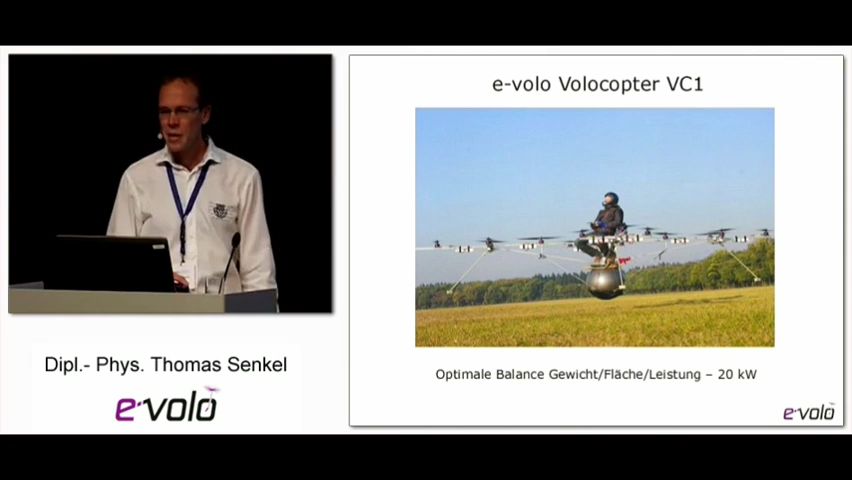 e-volo Volocopter VC1
Optimale Balance Gewicht/Fläche/Leistung – 20 kW
e-volo
Dipl.- Phys. Thomas Senkel
e-volo